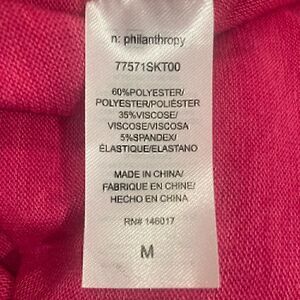 n: philanthropy
77571SKT00
60%POLYESTER/
POLYESTER/POLIÉSTER
35%VISCOSE/
VISCOSE/VISCOSA
5%SPANDEX/
ÉLASTIQUE/ELASTANO
MADE IN CHINA/
FABRIQUE EN CHINE/
HECHO EN CHINA
RN# 146017
M